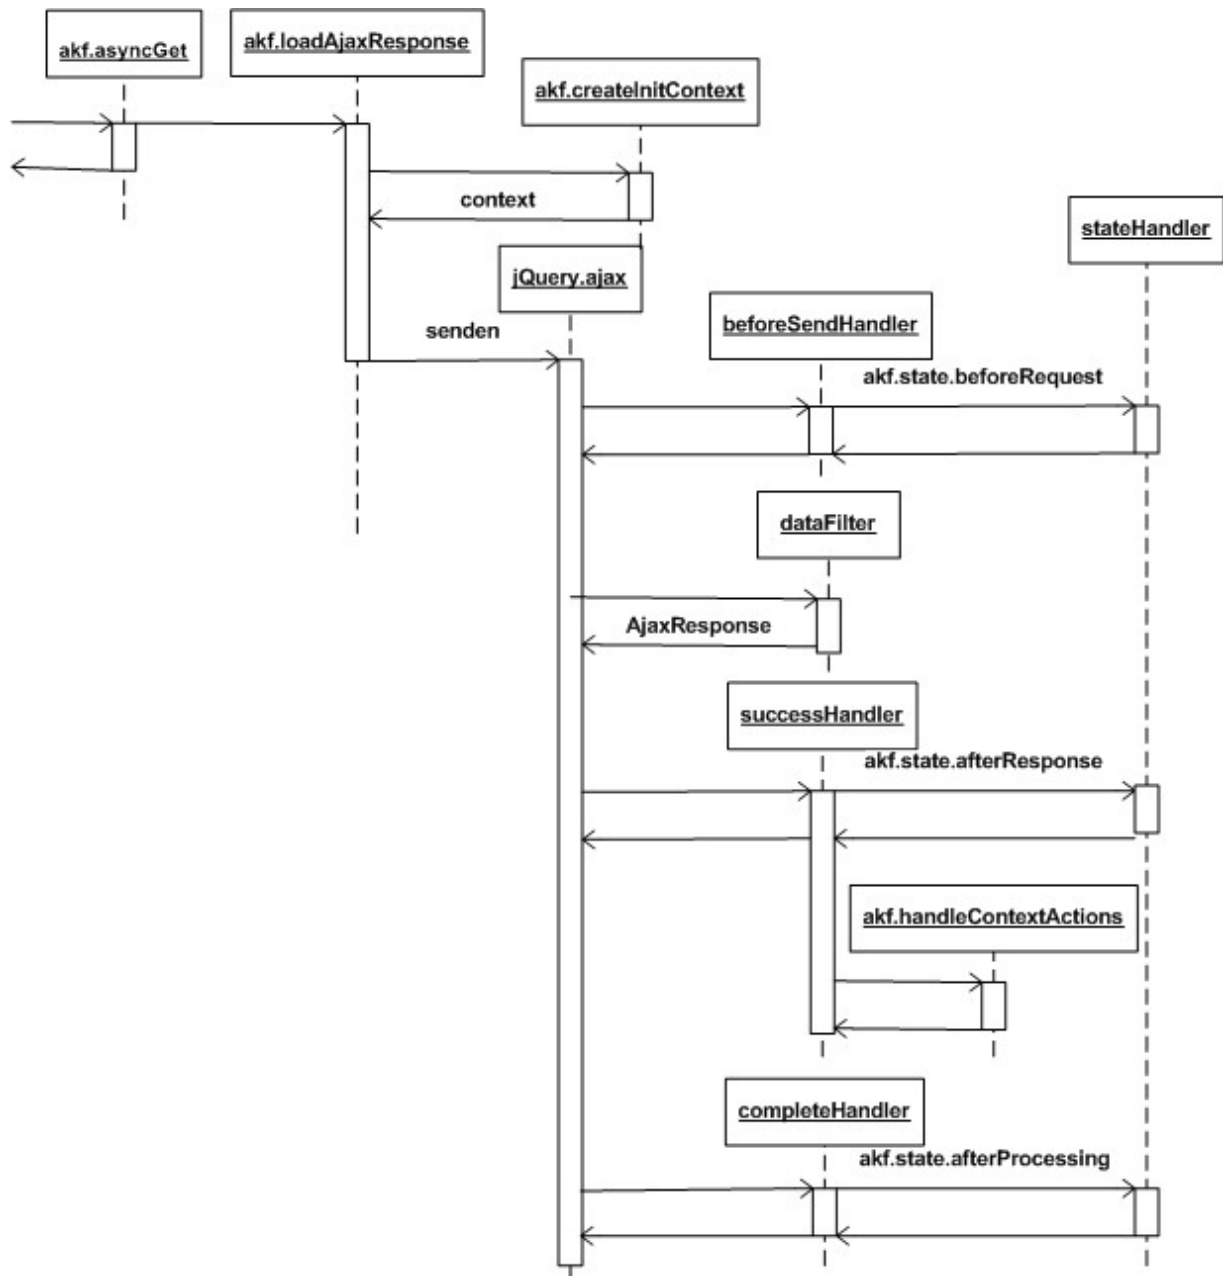 akf.asyncGet
akf.loadAjaxResponse
akf.createInitContext
context
stateHandler
jQuery.ajax
beforeSendHandler
senden
akf.state.beforeRequest
dataFilter
AjaxResponse
successHandler
akf.state.afterResponse
akf.handleContextActions
completeHandler
akf.state.afterProcessing